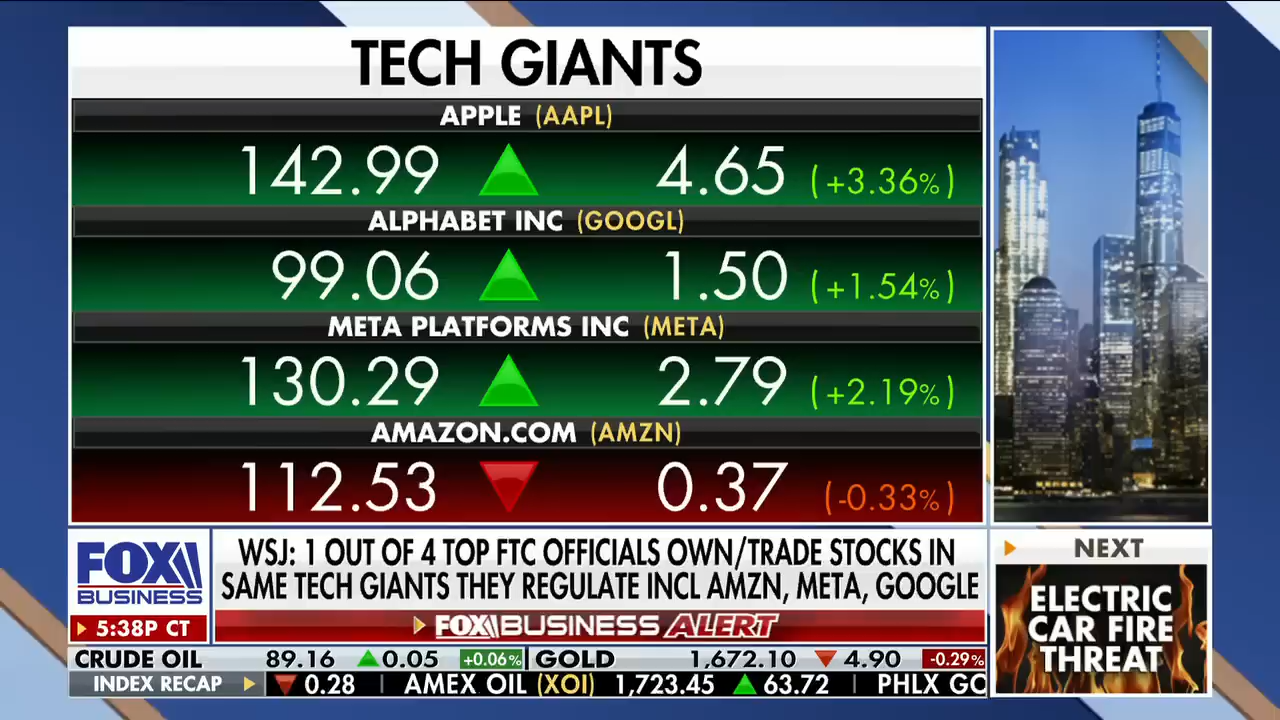 TECH GIANTS
APPLE (AAPL)
142.99 ▲ 4.65 (+3.36%)
ALPHABET INC (GOOGL)
99.06 ▲ 1.50 (+1.54%)
META PLATFORMS INC (META)
130.29 ▲ 2.79 (+2.19%)
AMAZON.COM (AMZN)
112.53 ▼ 0.37 (-0.33%)
FOX BUSINESS
5:38P CT
WSJ: 1 OUT OF 4 TOP FTC OFFICIALS OWN/TRADE STOCKS IN
SAME TECH GIANTS THEY REGULATE INCL AMZN, META, GOOGLE
FOX BUSINESS ALERT
NEXT
ELECTRIC
CAR FIRE
THREAT
CRUDE OIL 89.16 ▲ 0.05 +0.06% GOLD 1,672.10 ▼ 4.90 -0.29%
INDEX RECAP ▼ 0.28 | AMEX OIL (XOI) 1,723.45 ▲ 63.72 | PHLX GO